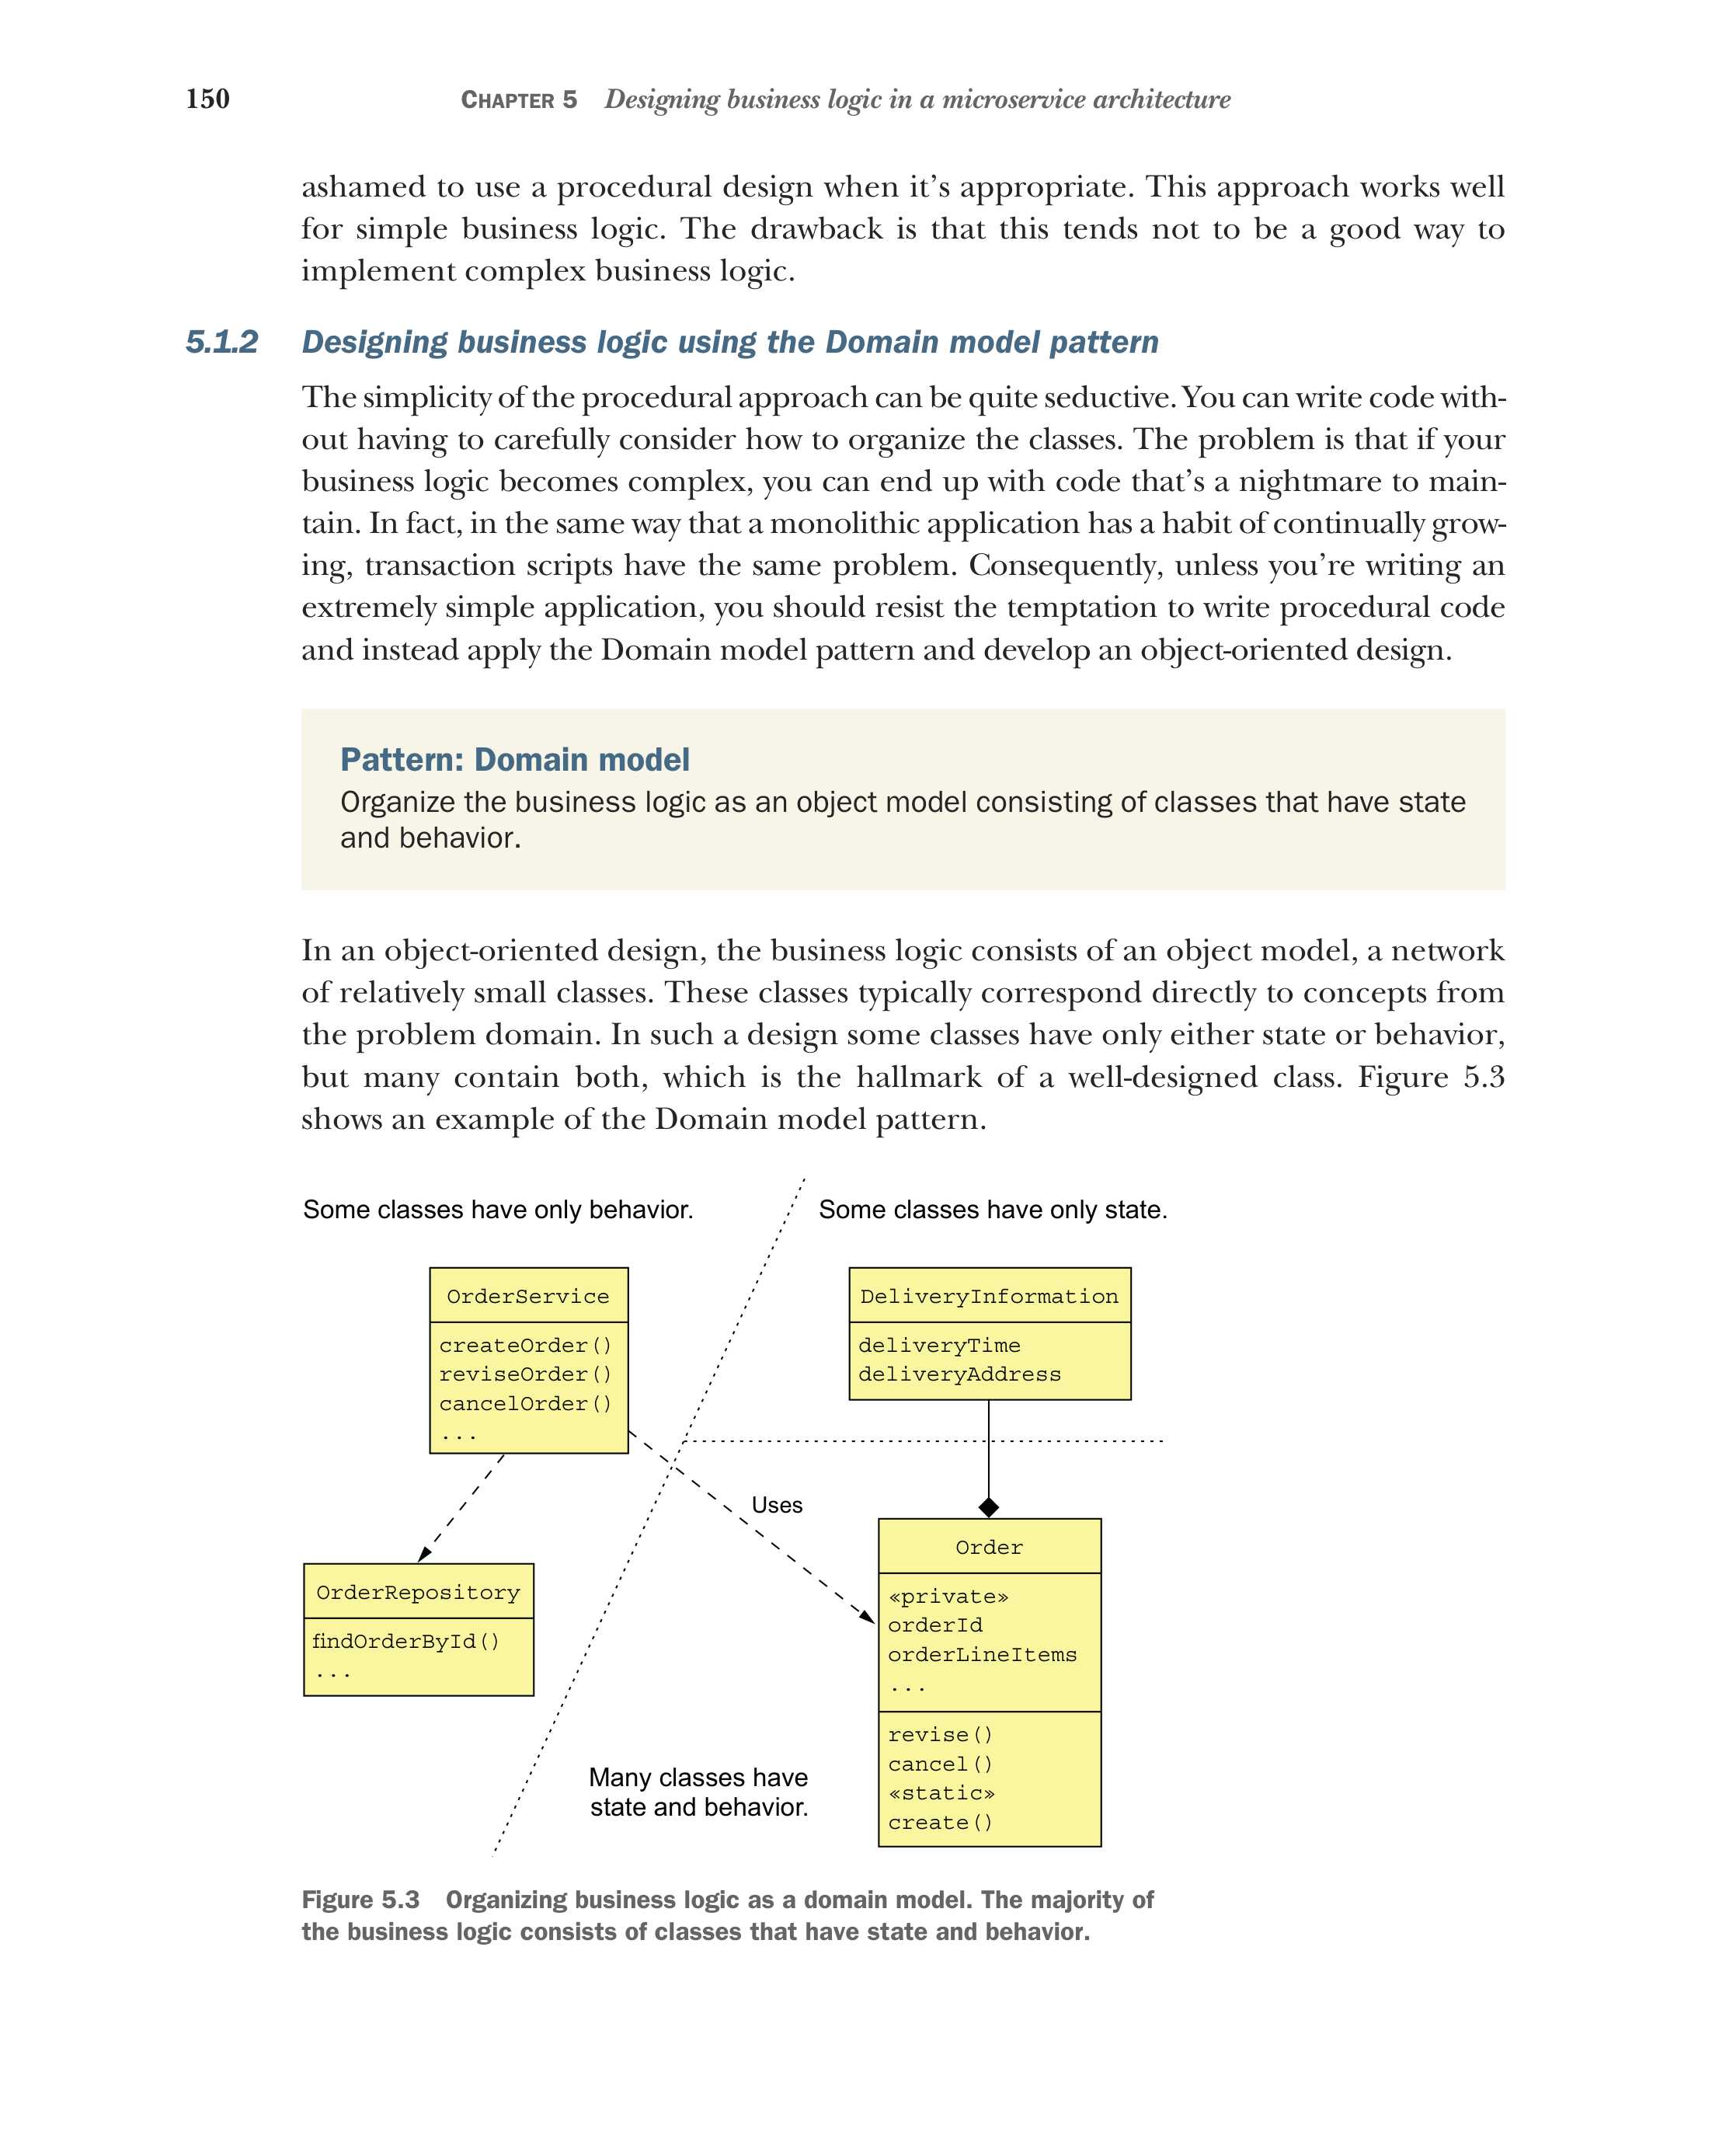 150 CHAPTER 5 Designing business logic in a microservice architecture
ashamed to use a procedural design when it’s appropriate. This approach works well
for simple business logic. The drawback is that this tends not to be a good way to
implement complex business logic.
5.1.2 Designing business logic using the Domain model pattern
The simplicity of the procedural approach can be quite seductive. You can write code with-
out having to carefully consider how to organize the classes. The problem is that if your
business logic becomes complex, you can end up with code that’s a nightmare to main-
tain. In fact, in the same way that a monolithic application has a habit of continually grow-
ing, transaction scripts have the same problem. Consequently, unless you’re writing an
extremely simple application, you should resist the temptation to write procedural code
and instead apply the Domain model pattern and develop an object-oriented design.
Pattern: Domain model
Organize the business logic as an object model consisting of classes that have state
and behavior.
In an object-oriented design, the business logic consists of an object model, a network
of relatively small classes. These classes typically correspond directly to concepts from
the problem domain. In such a design some classes have only either state or behavior,
but many contain both, which is the hallmark of a well-designed class. Figure 5.3
shows an example of the Domain model pattern.
Some classes have only behavior.
Some classes have only state.
OrderService
createOrder()
reviseOrder()
cancelOrder()
...
DeliveryInformation
deliveryTime
deliveryAddress
Uses
OrderRepository
findOrderById()
...
Order
«private»
orderId
orderLineItems
...
revise()
cancel()
«static»
create()
Many classes have
state and behavior.
Figure 5.3 Organizing business logic as a domain model. The majority of
the business logic consists of classes that have state and behavior.